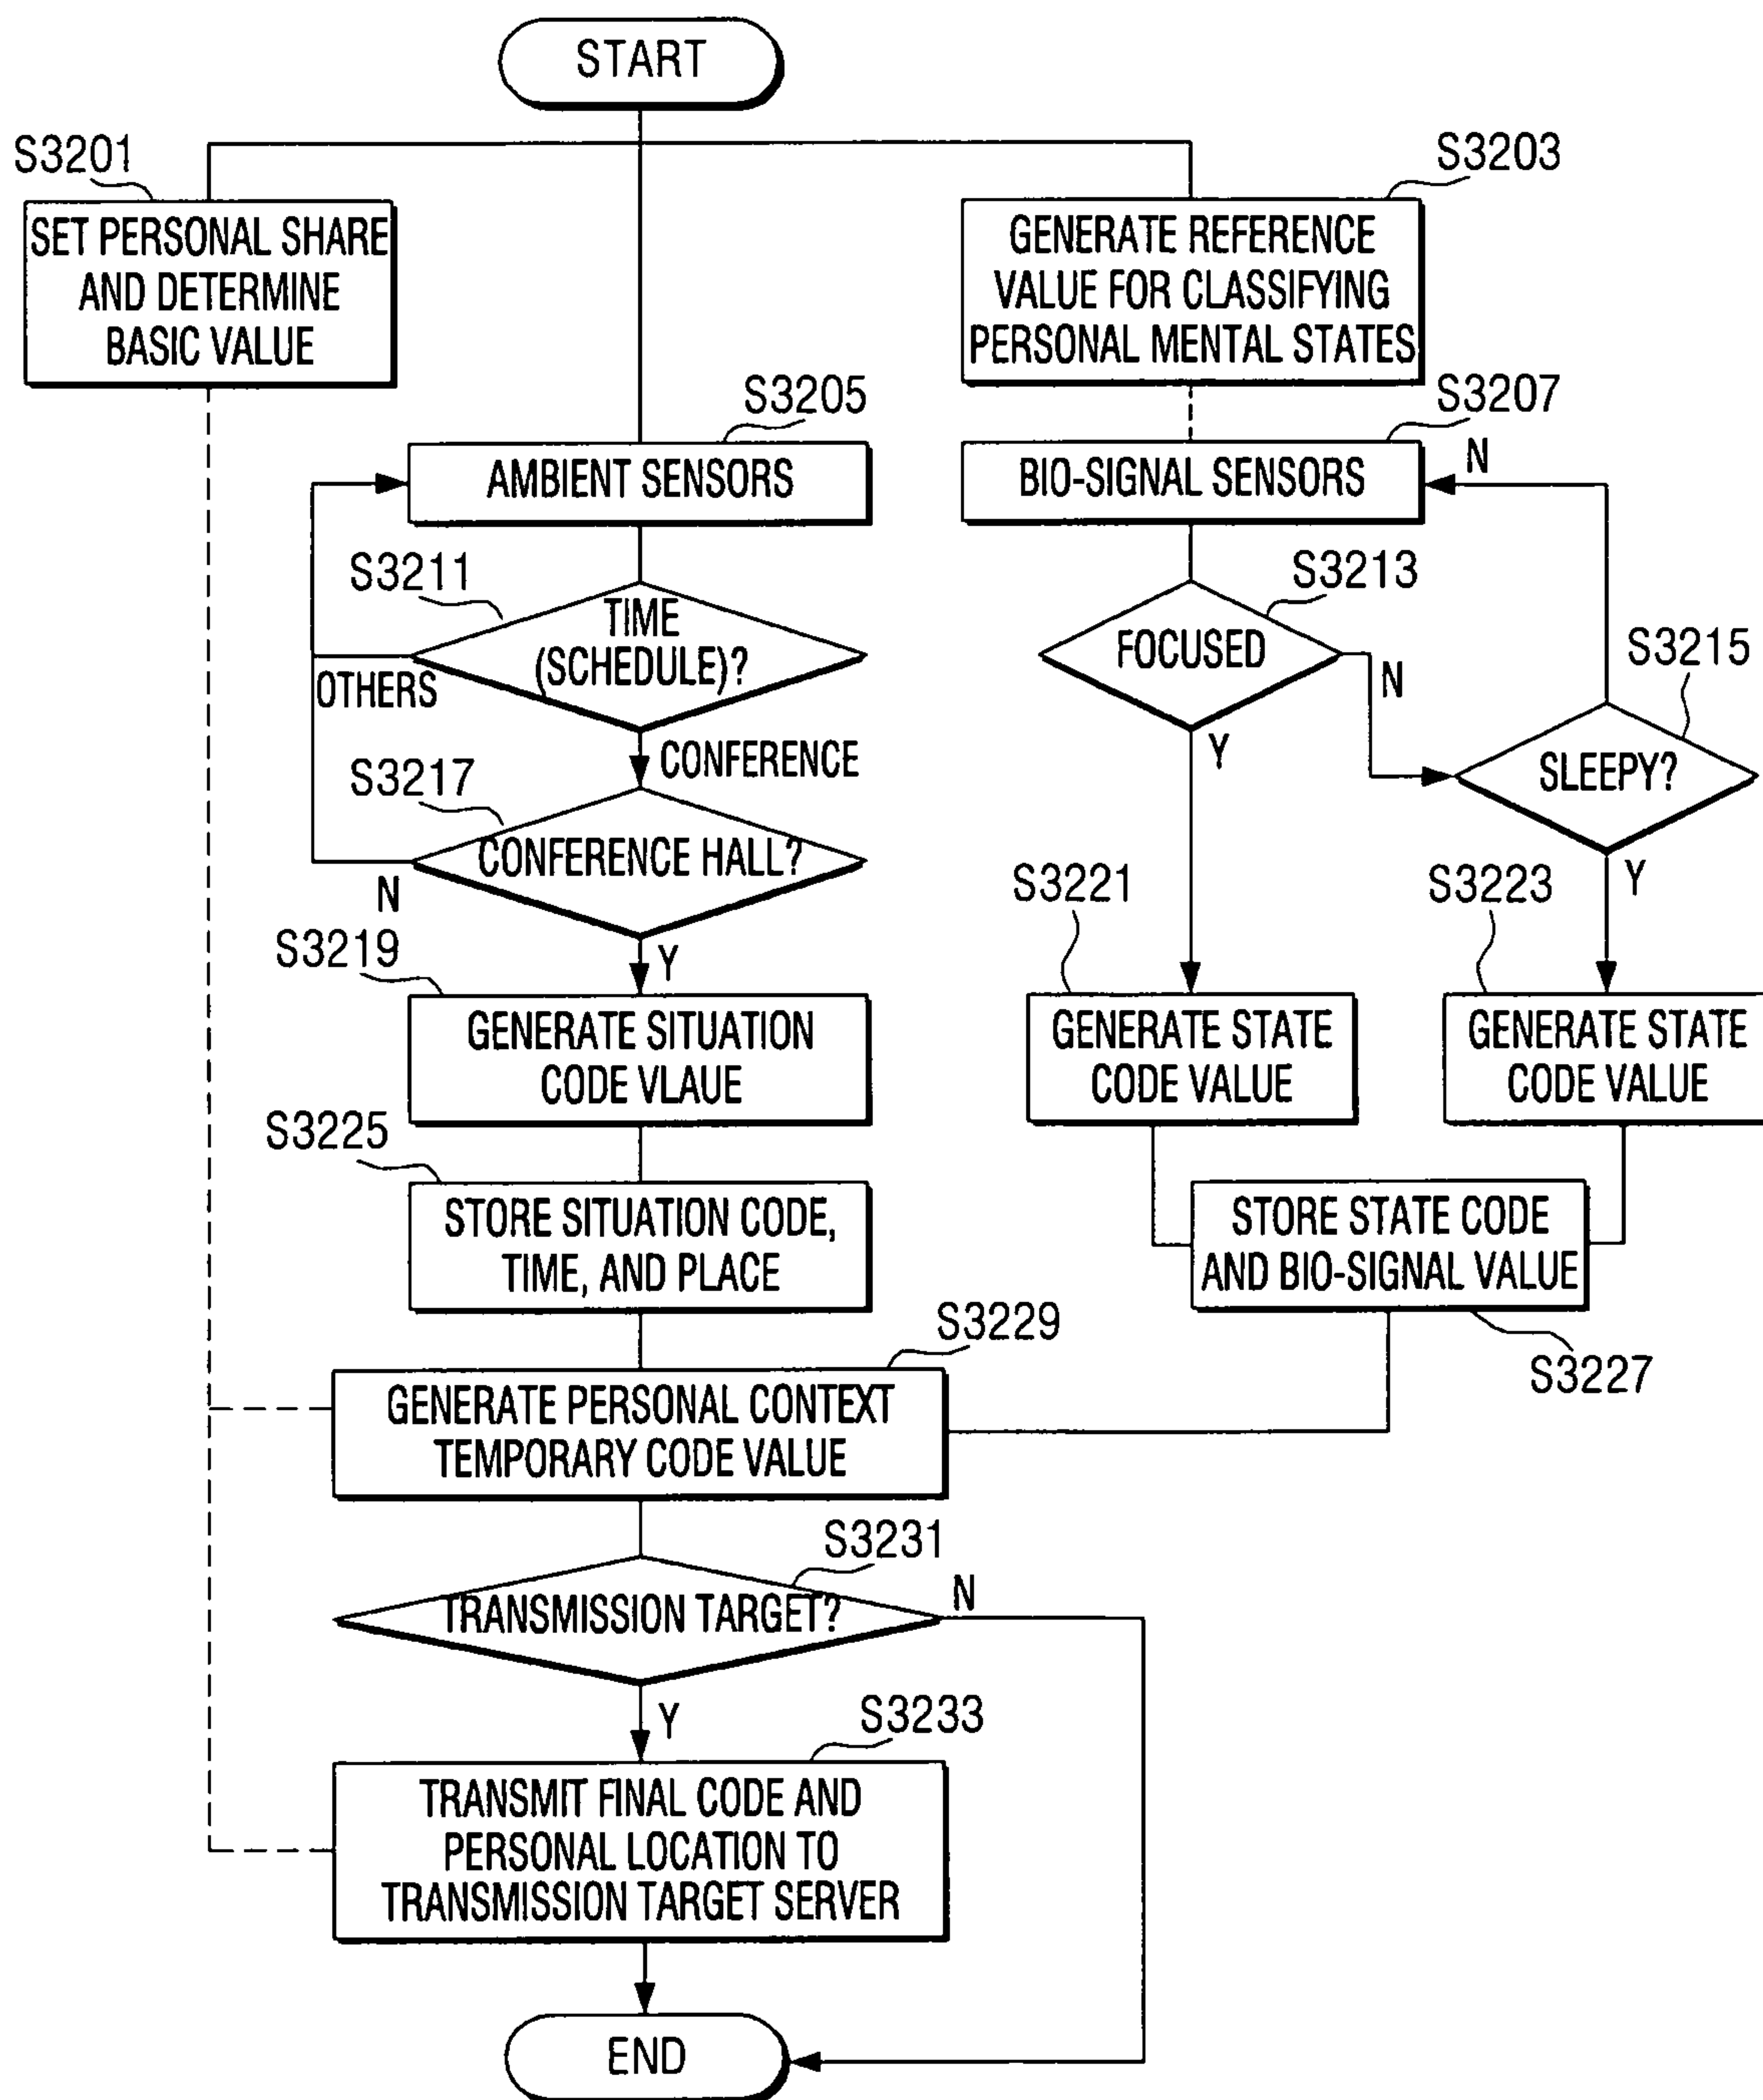 START
S3201
S3203
SET PERSONAL SHARE
AND DETERMINE
BASIC VALUE
GENERATE REFERENCE
VALUE FOR CLASSIFYING
PERSONAL MENTAL STATES
S3205
S3207
AMBIENT SENSORS
BIO-SIGNAL SENSORS
N
S3211
S3213
TIME
(SCHEDULE)?
OTHERS
FOCUSED
N
S3215
Y
CONFERENCE
SLEEPY?
S3217
CONFERENCE HALL?
N
Y
S3221
S3223
Y
S3219
GENERATE SITUATION
CODE VLAUE
GENERATE STATE
CODE VALUE
GENERATE STATE
CODE VALUE
S3225
STORE SITUATION CODE,
TIME, AND PLACE
STORE STATE CODE
AND BIO-SIGNAL VALUE
S3227
S3229
GENERATE PERSONAL CONTEXT
TEMPORARY CODE VALUE
S3231
TRANSMISSION TARGET?
N
Y
S3233
TRANSMIT FINAL CODE AND
PERSONAL LOCATION TO
TRANSMISSION TARGET SERVER
END